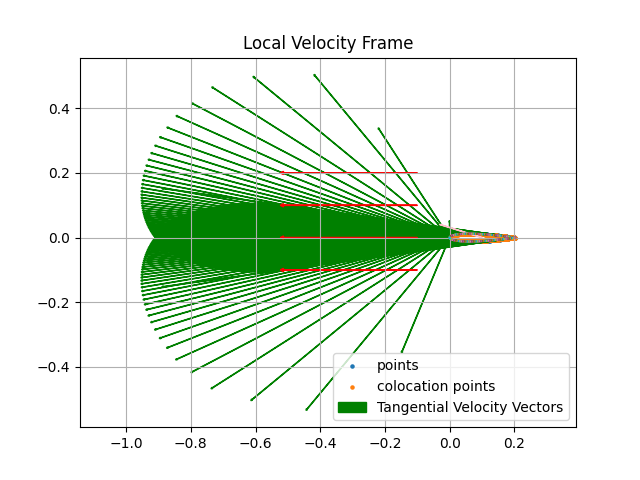 Local Velocity Frame
0.4
0.2
0.0
−0.2
−0.4
points
colocation points
Tangential Velocity Vectors
−1.0 −0.8 −0.6 −0.4 −0.2 0.0 0.2